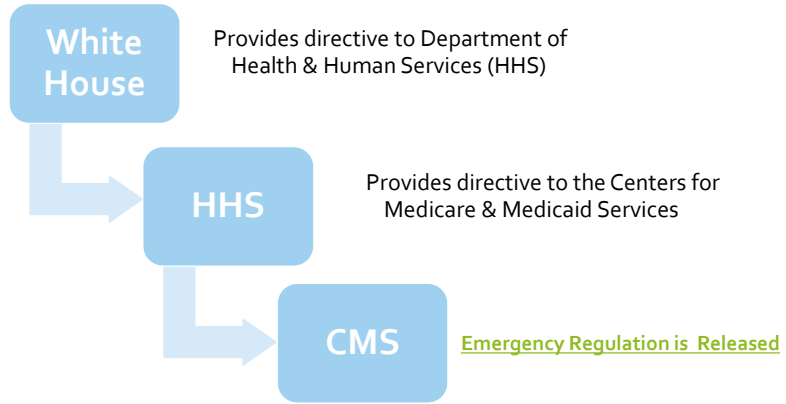 White
House
Provides directive to Department of
Health & Human Services (HHS)
HHS
Provides directive to the Centers for
Medicare & Medicaid Services
CMS
Emergency Regulation is  Released